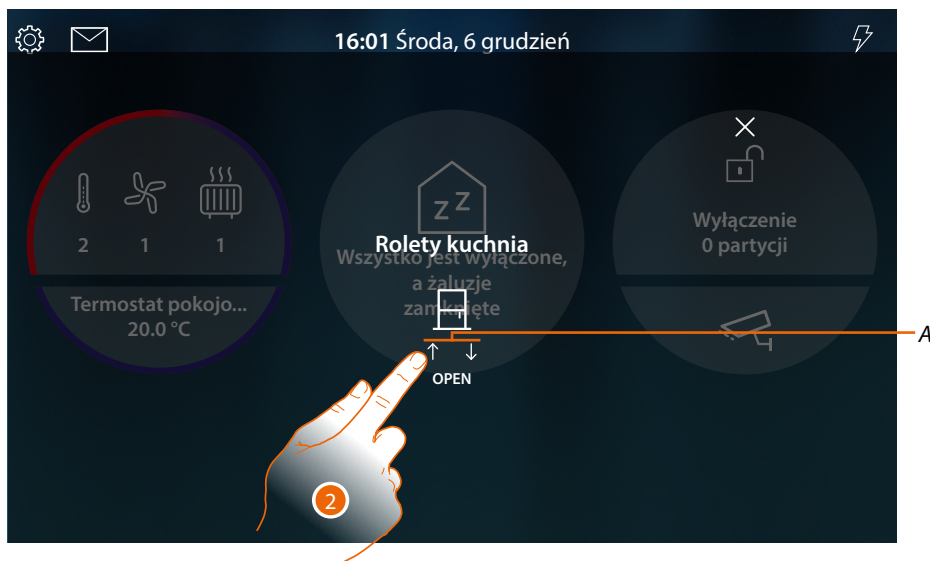 16:01 Środa, 6 grudzień
2
1
1
Termostat pokojo...
20.0 °C
z Z
Rolety kuchnia
Wszystko jest wyłączone,
a żaluzje
zamknięte
OPEN
Wyłączenie
0 partycji
A
2